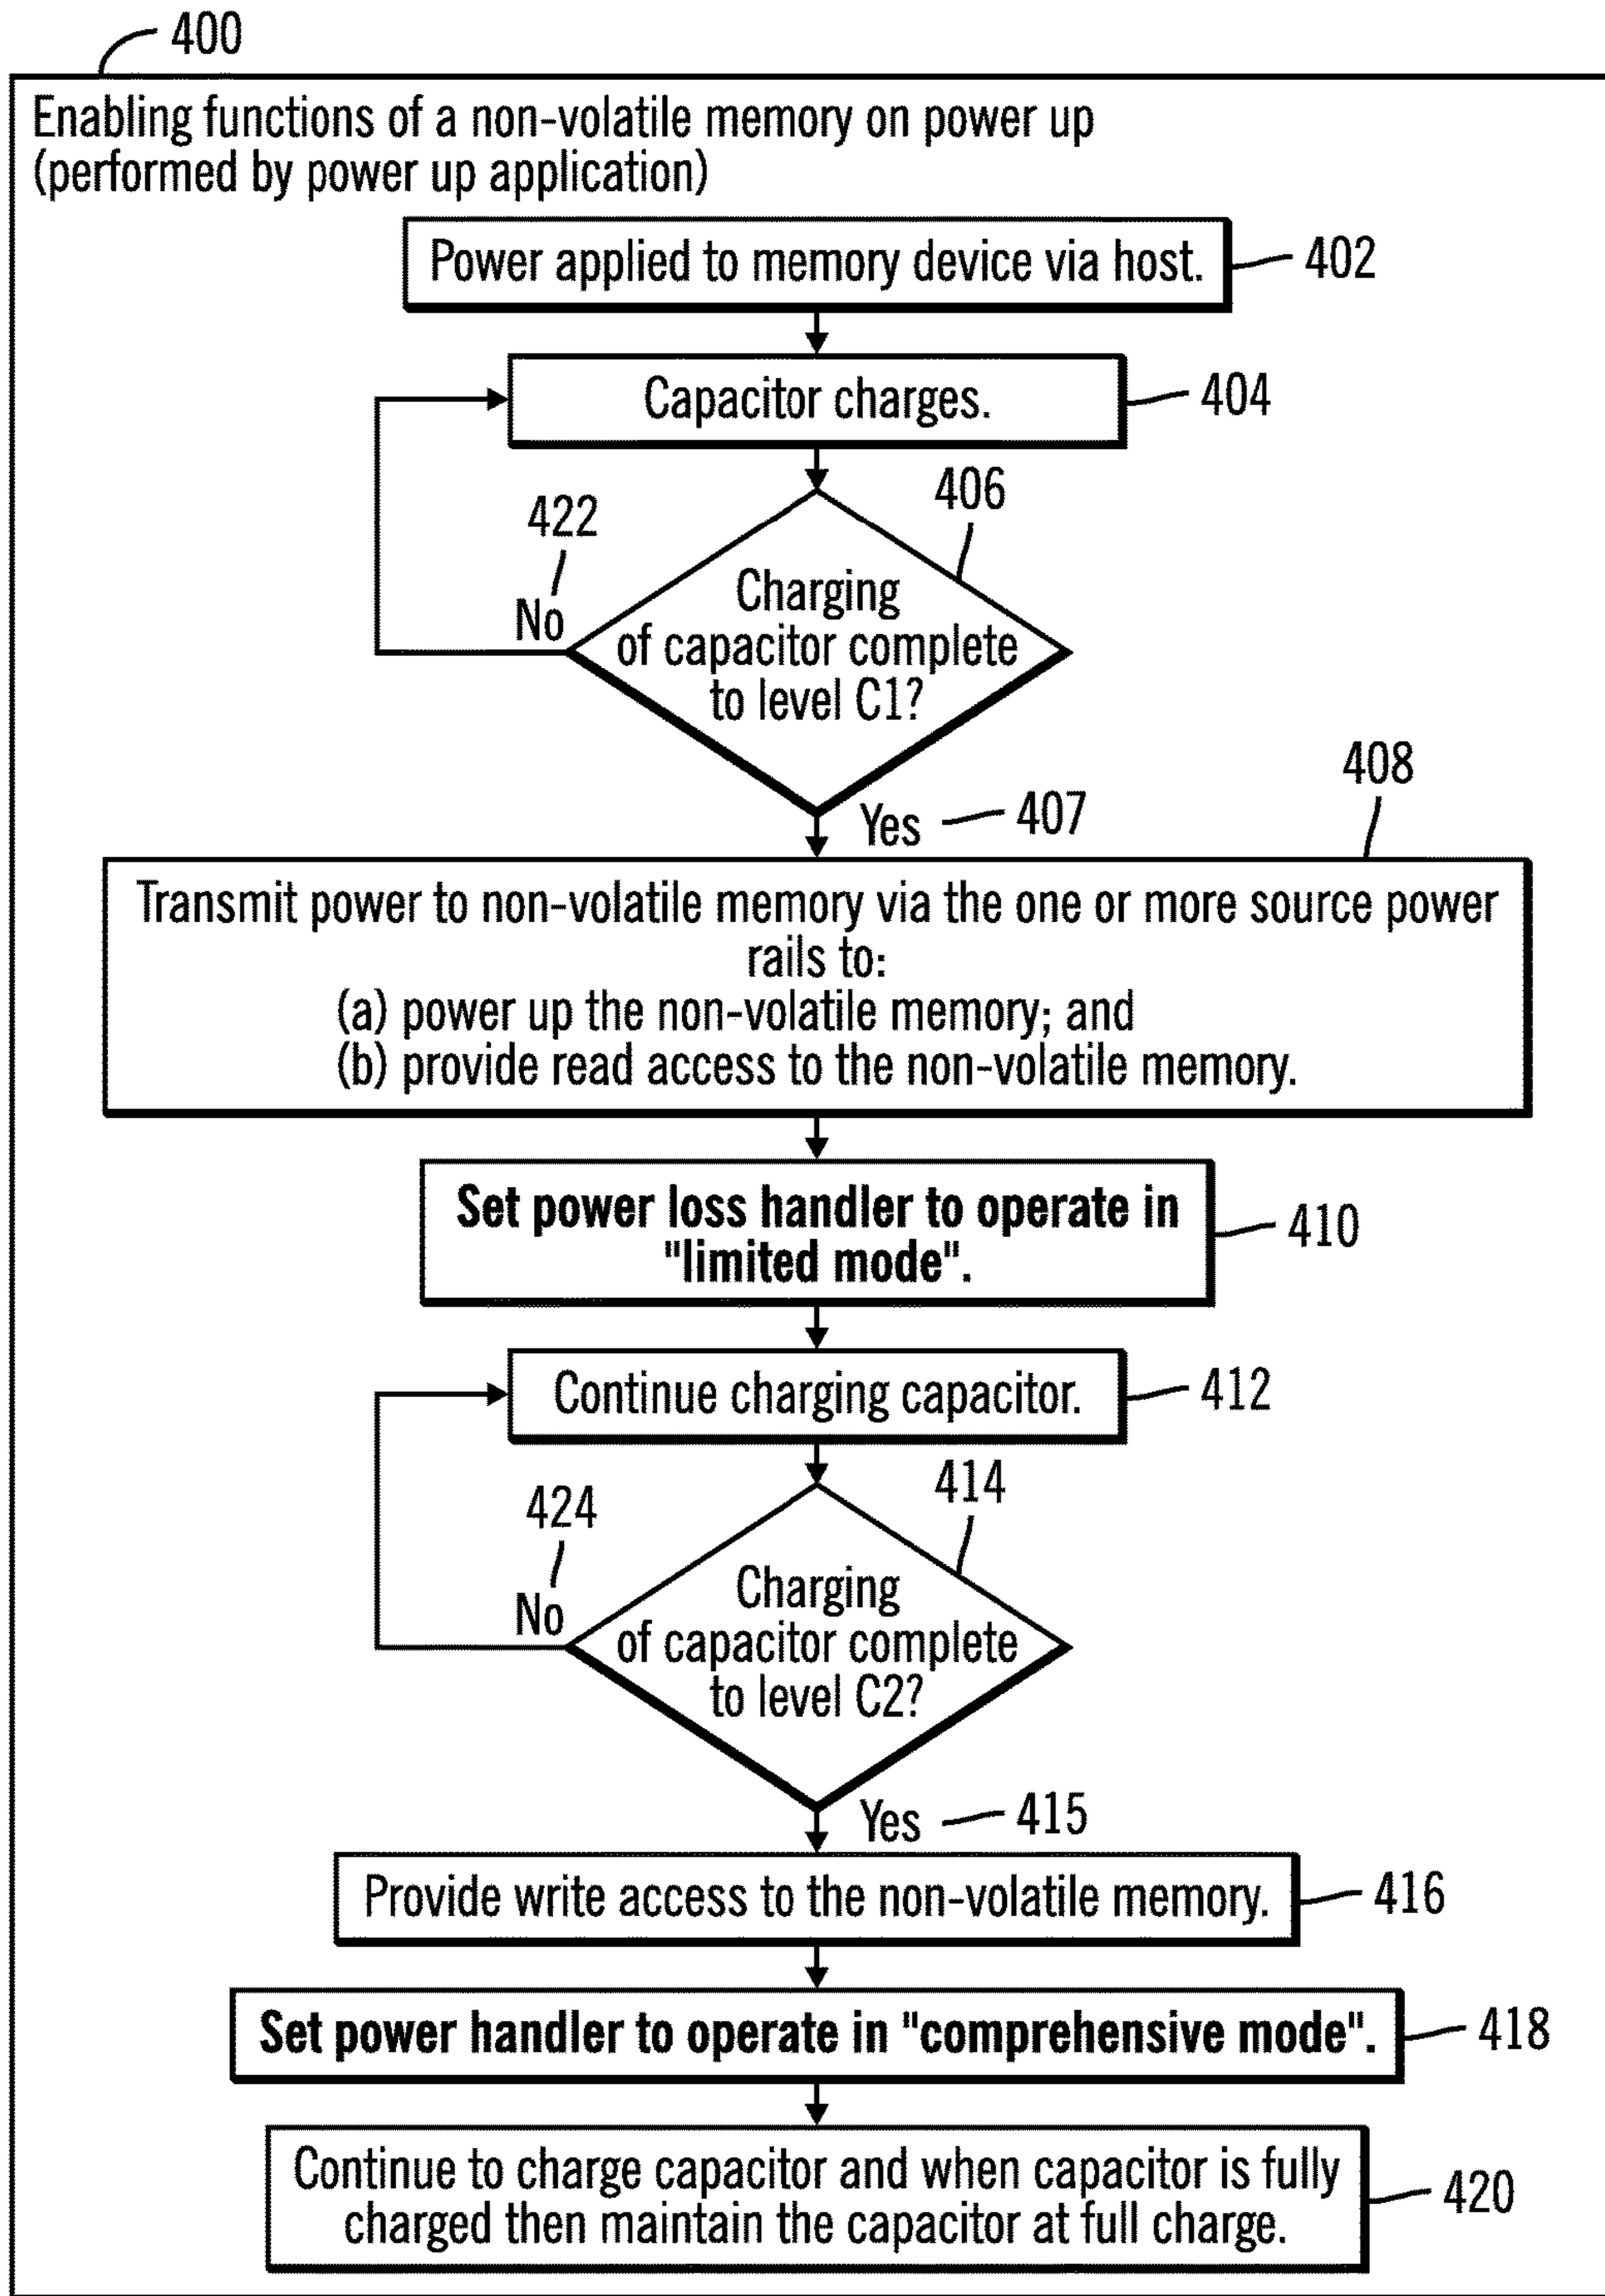 400
Enabling functions of a non-volatile memory on power up
(performed by power up application)
Power applied to memory device via host.
402
Capacitor charges.
404
406
422
No
Charging
of capacitor complete
to level C1?
408
Yes
407
Transmit power to non-volatile memory via the one or more source power
rails to:
(a) power up the non-volatile memory; and
(b) provide read access to the non-volatile memory.
Set power loss handler to operate in
"limited mode".
410
Continue charging capacitor.
412
414
424
No
Charging
of capacitor complete
to level C2?
Yes
415
Provide write access to the non-volatile memory.
416
Set power handler to operate in "comprehensive mode".
418
Continue to charge capacitor and when capacitor is fully
charged then maintain the capacitor at full charge.
420